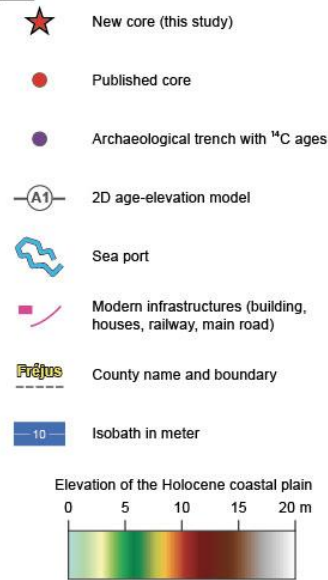 New core (this study)
Published core
Archaeological trench with ¹⁴C ages
A1 2D age-elevation model
Sea port
Modern infrastructures (building,
houses, railway, main road)
Fréjus County name and boundary
10 Isobath in meter
Elevation of the Holocene coastal plain
0 5 10 15 20 m